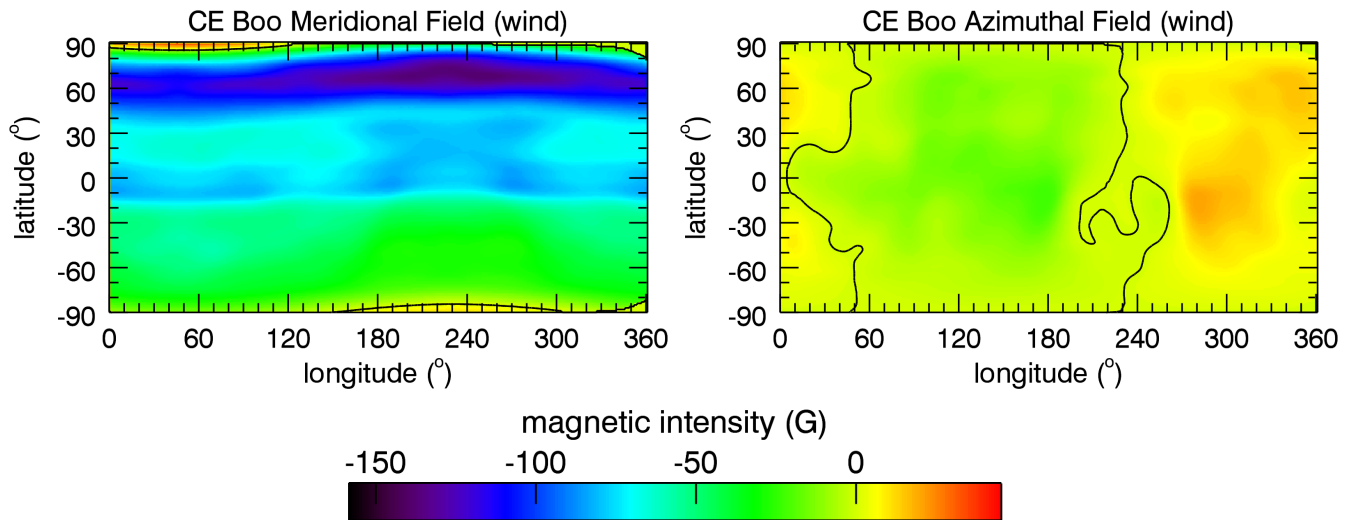 CE Boo Meridional Field (wind)
CE Boo Azimuthal Field (wind)
90
60
30
0
-30
-60
-90
latitude (°)
0 60 120 180 240 300 360
longitude (°)
90
60
30
0
-30
-60
-90
latitude (°)
0 60 120 180 240 300 360
longitude (°)
magnetic intensity (G)
-150 -100 -50 0